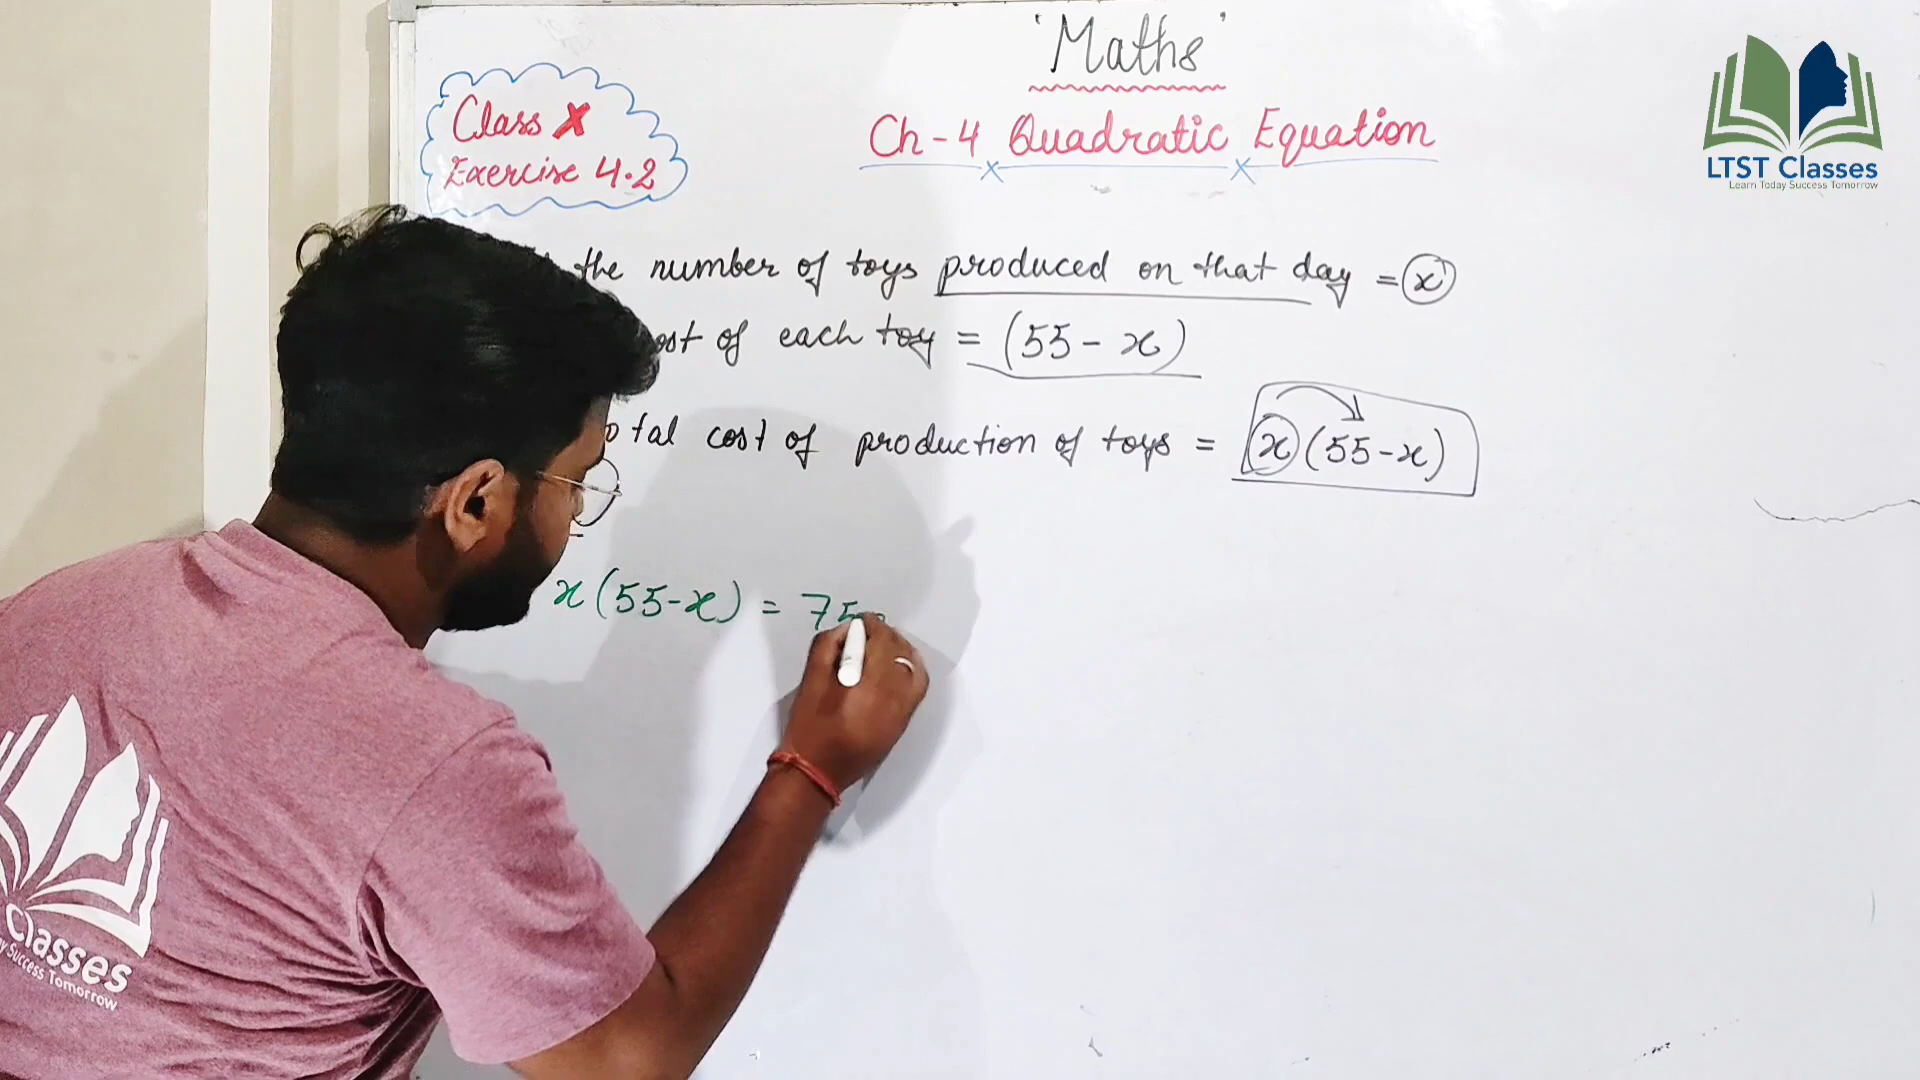 'Maths'
Class X
Exercise 4.2
Ch-4 Quadratic Equation
LTST Classes
Learn Today Success Tomorrow
the number of toys produced on that day = x
of each toy = (55 - x)
cost of production of toys = x (55-x)
x (55-x) = 75
Classes
Success Tomorrow